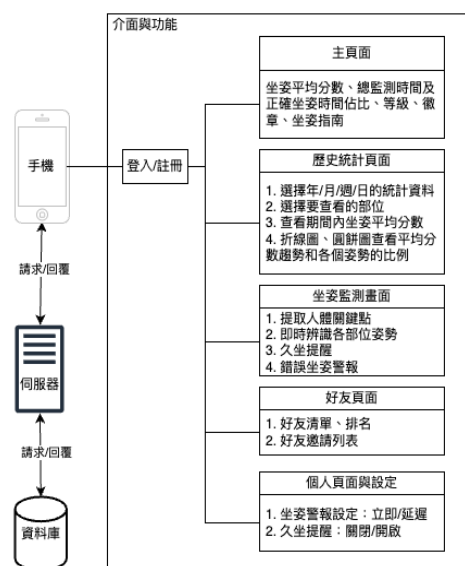 介面與功能
主頁面
坐姿平均分數、總監測時間及
正確坐姿時間佔比、等級、徽
章、坐姿指南
手機
登入/註冊
歷史統計頁面
1. 選擇年/月/週/日的統計資料
2. 選擇要查看的部位
3. 查看期間內坐姿平均分數
4. 折線圖、圓餅圖查看平均分
數趨勢和各個姿勢的比例
請求/回覆
坐姿監測畫面
1. 提取人體關鍵點
2. 即時辨識各部位姿勢
3. 久坐提醒
4. 錯誤坐姿警報
伺服器
好友頁面
1. 好友清單、排名
2. 好友邀請列表
請求/回覆
個人頁面與設定
1. 坐姿警報設定：立即/延遲
2. 久坐提醒：關閉/開啟
資料庫